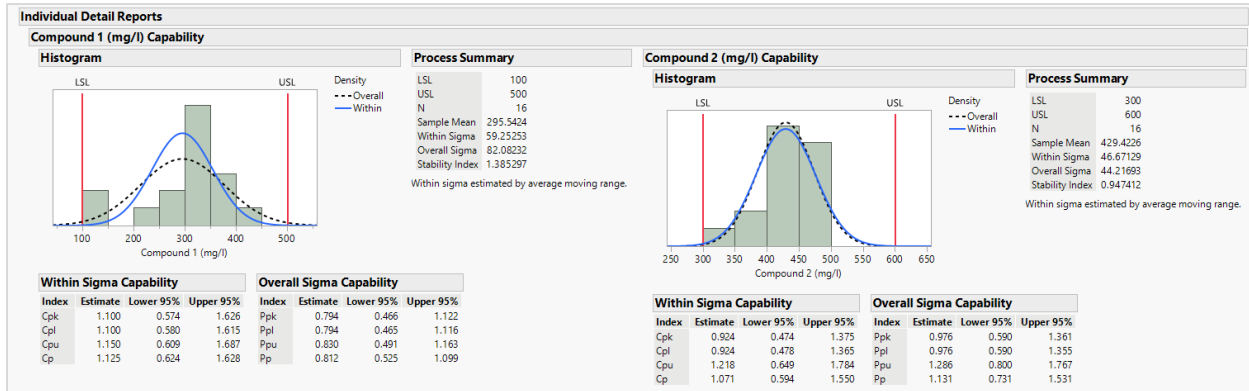 Individual Detail Reports
Compound 1 (mg/l) Capability
Histogram
LSL USL
Density
Overall
Within
100 200 300 400 500
Compound 1 (mg/l)
Process Summary
LSL 100
USL 500
N 16
Sample Mean 295.5424
Within Sigma 59.25253
Overall Sigma 82.08232
Stability Index 1.385297
Within sigma estimated by average moving range.
Within Sigma Capability
Index Estimate Lower 95% Upper 95%
Cpk 1.100 0.574 1.626
Cpl 1.100 0.580 1.615
Cpu 1.150 0.609 1.687
Cp 1.125 0.624 1.628
Overall Sigma Capability
Index Estimate Lower 95% Upper 95%
Ppk 0.794 0.466 1.122
Ppl 0.794 0.465 1.116
Ppu 0.830 0.491 1.163
Pp 0.812 0.525 1.099
Compound 2 (mg/l) Capability
Histogram
LSL USL
Density
Overall
Within
250 300 350 400 450 500 550 600 650
Compound 2 (mg/l)
Process Summary
LSL 300
USL 600
N 16
Sample Mean 429.4226
Within Sigma 46.67129
Overall Sigma 44.21693
Stability Index 0.947412
Within sigma estimated by average moving range.
Within Sigma Capability
Index Estimate Lower 95% Upper 95%
Cpk 0.924 0.474 1.375
Cpl 0.924 0.478 1.365
Cpu 1.218 0.649 1.784
Cp 1.071 0.594 1.550
Overall Sigma Capability
Index Estimate Lower 95% Upper 95%
Ppk 0.976 0.590 1.361
Ppl 0.976 0.590 1.355
Ppu 1.286 0.800 1.767
Pp 1.131 0.731 1.531